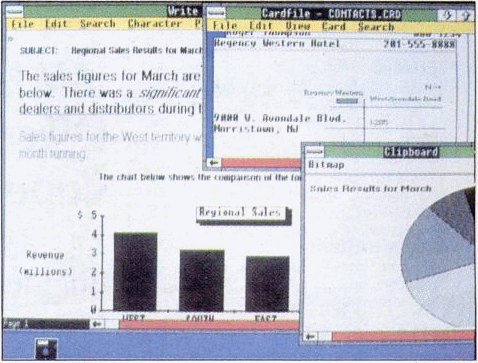 Write
File Edit Search Character P
SUBJECT: Regional Sales Results for March
The sales figures for March are
below. There was a significant
dealers and distributors during t
Sales figures for the West territory w
month running.
The chart below shows the comparison of the fo
Regional Sales
$ 5
4
3
2
1
0
Revenue
(millions)
WEST SOUTH EAST
Page 1
Cardfile - CONTACTS.CRD
File Edit View Card Search
Roger Thompson
Regency Western Hotel 201-555-8888
Regency Western
West Avondale Road
I-205
N
9000 W. Avondale Blvd.
Morristown, NJ
Clipboard
Bitmap
Sales Results for March